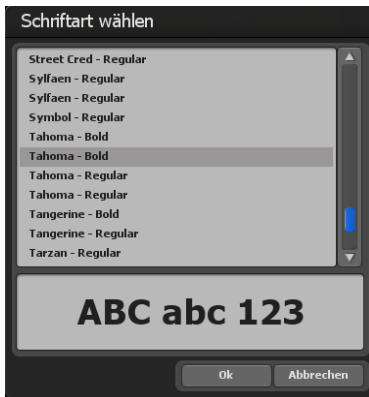 Schriftart wählen
Street Cred - Regular
Sylfaen - Regular
Sylfaen - Regular
Symbol - Regular
Tahoma - Bold
Tahoma - Bold
Tahoma - Regular
Tahoma - Regular
Tangerine - Bold
Tangerine - Regular
Tarzan - Regular
ABC abc 123
Ok Abbrechen